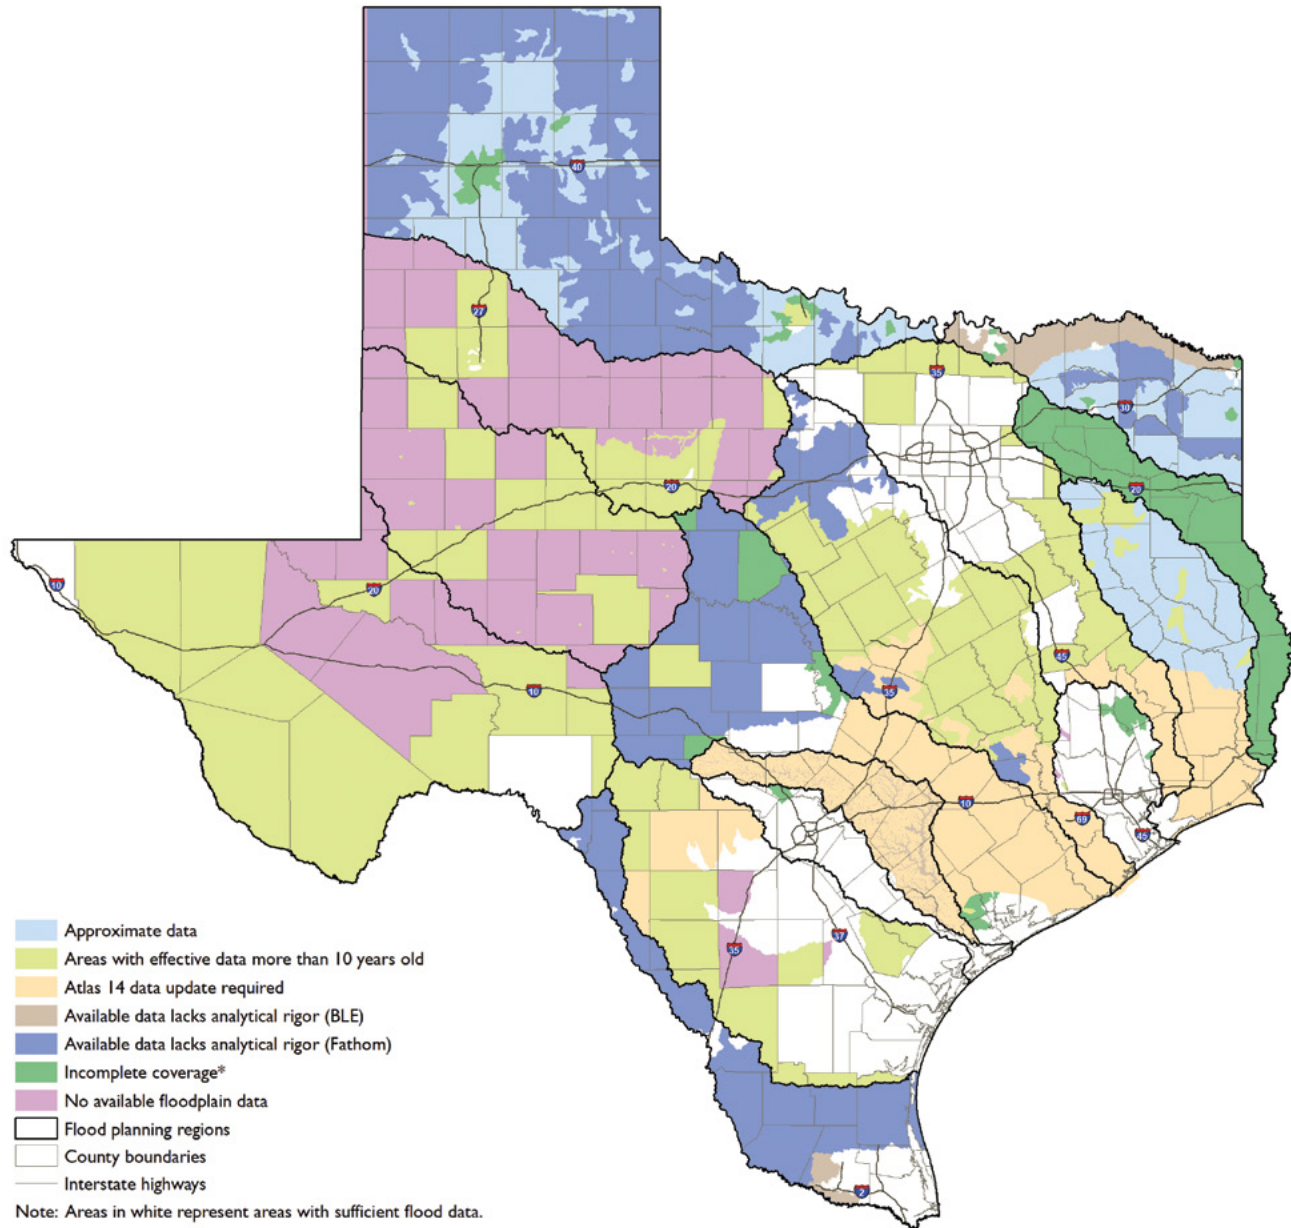 40
27
35
30
20
20
10
20
45
10
35
10
69
45
37
35
2
Approximate data
Areas with effective data more than 10 years old
Atlas 14 data update required
Available data lacks analytical rigor (BLE)
Available data lacks analytical rigor (Fathom)
Incomplete coverage*
No available floodplain data
Flood planning regions
County boundaries
Interstate highways
Note: Areas in white represent areas with sufficient flood data.